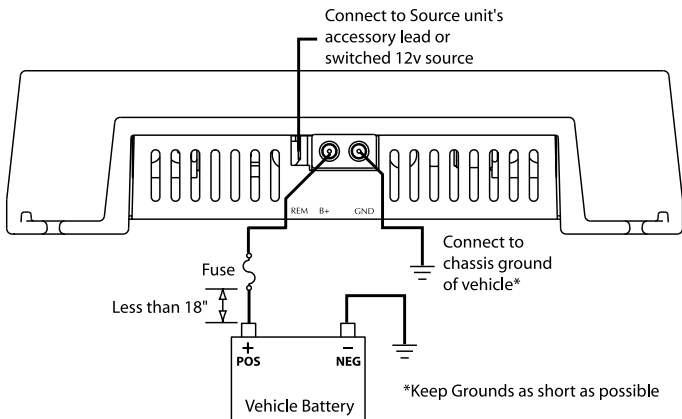 Connect to Source unit's
accessory lead or
switched 12v source
REM B+ GND
Connect to
chassis ground
of vehicle*
Fuse
Less than 18"
+
POS
–
NEG
Vehicle Battery
*Keep Grounds as short as possible